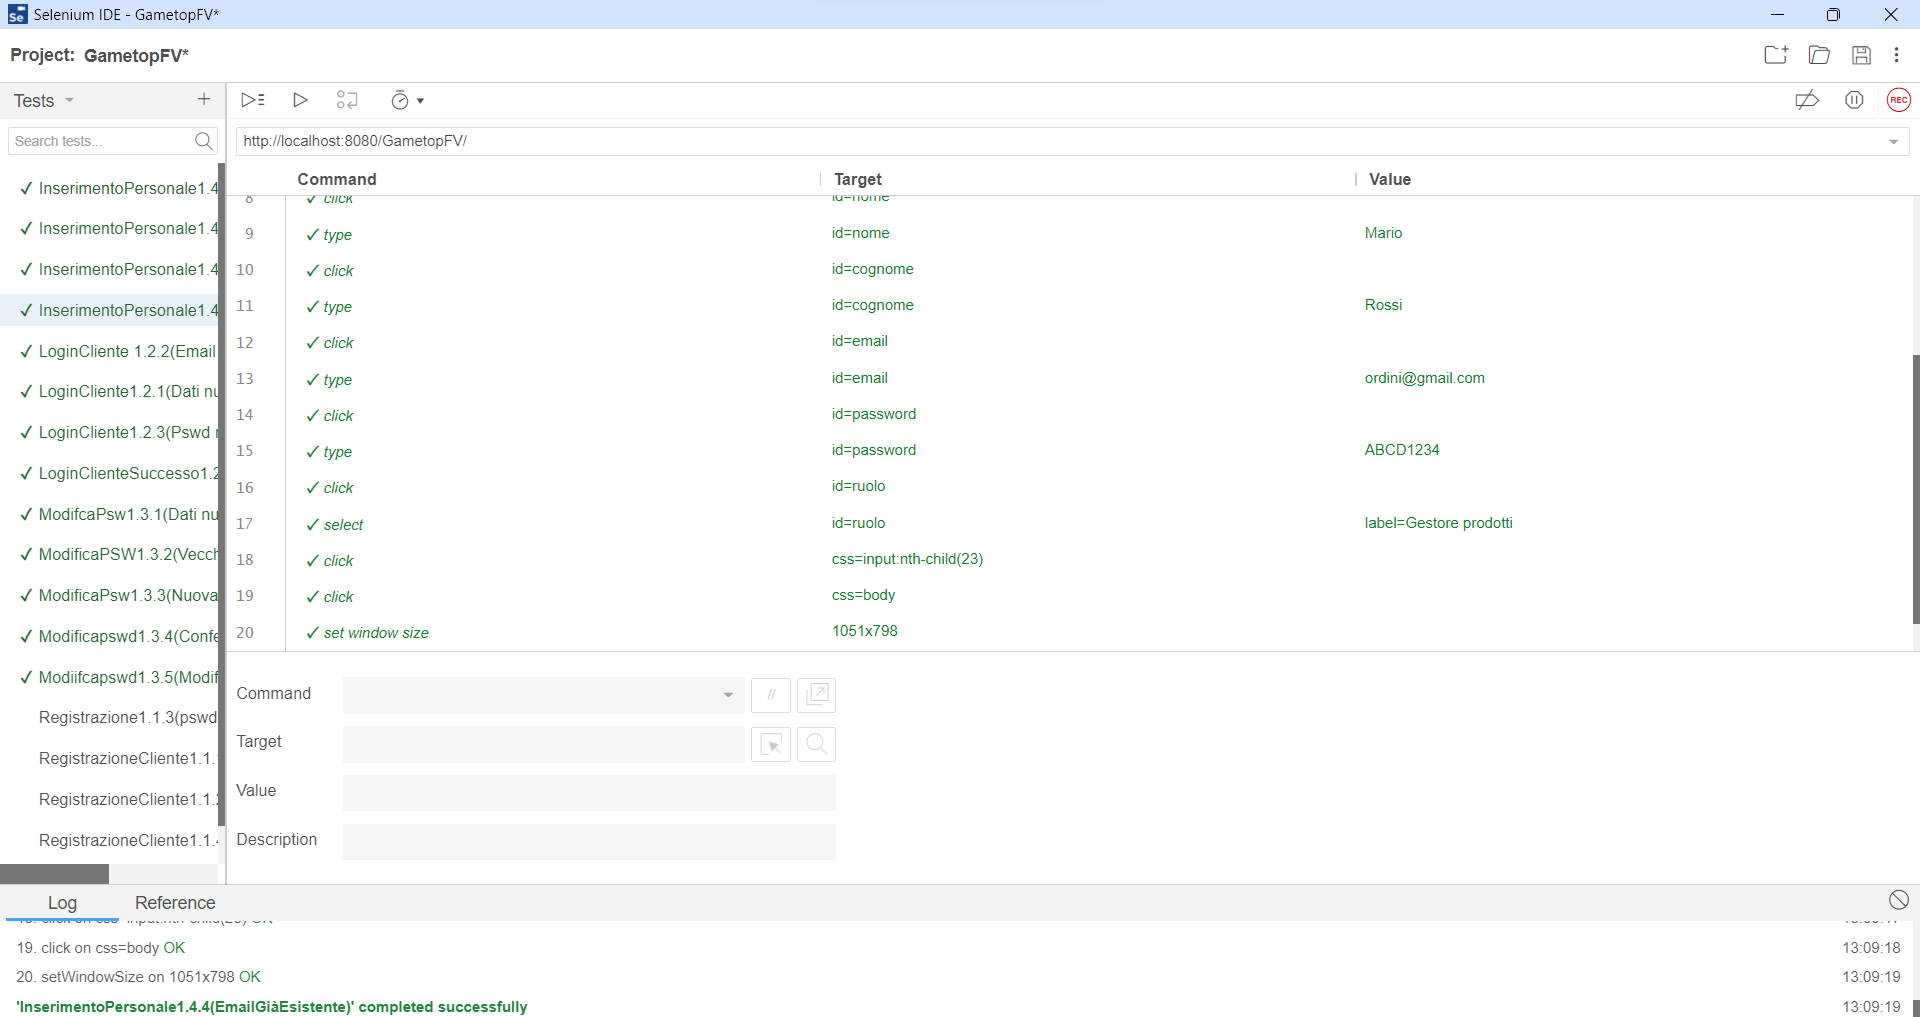 Selenium IDE - GametopFV*
Project: GametopFV*
Tests
Search tests...
http://localhost:8080/GametopFV/
REC
Command Target Value
InserimentoPersonale1.4
InserimentoPersonale1.4
InserimentoPersonale1.4
InserimentoPersonale1.4
LoginCliente 1.2.2(Email
LoginCliente1.2.1(Dati nu
LoginCliente1.2.3(Pswd
LoginClienteSuccesso1.2
ModifcaPsw1.3.1(Dati nu
ModificaPSW1.3.2(Vecch
ModificaPsw1.3.3(Nuova
Modificapswd1.3.4(Confe
Modiifcapswd1.3.5(Modif
Registrazione1.1.3(pswd
RegistrazioneCliente1.1.
RegistrazioneCliente1.1.2
RegistrazioneCliente1.1.4
8 click id=nome
9 type id=nome Mario
10 click id=cognome
11 type id=cognome Rossi
12 click id=email
13 type id=email ordini@gmail.com
14 click id=password
15 type id=password ABCD1234
16 click id=ruolo
17 select id=ruolo label=Gestore prodotti
18 click css=input:nth-child(23)
19 click css=body
20 set window size 1051x798
Command //
Target
Value
Description
Log Reference
19. click on css=body OK 13:09:18
20. setWindowSize on 1051x798 OK 13:09:19
'InserimentoPersonale1.4.4(EmailGiàEsistente)' completed successfully 13:09:19